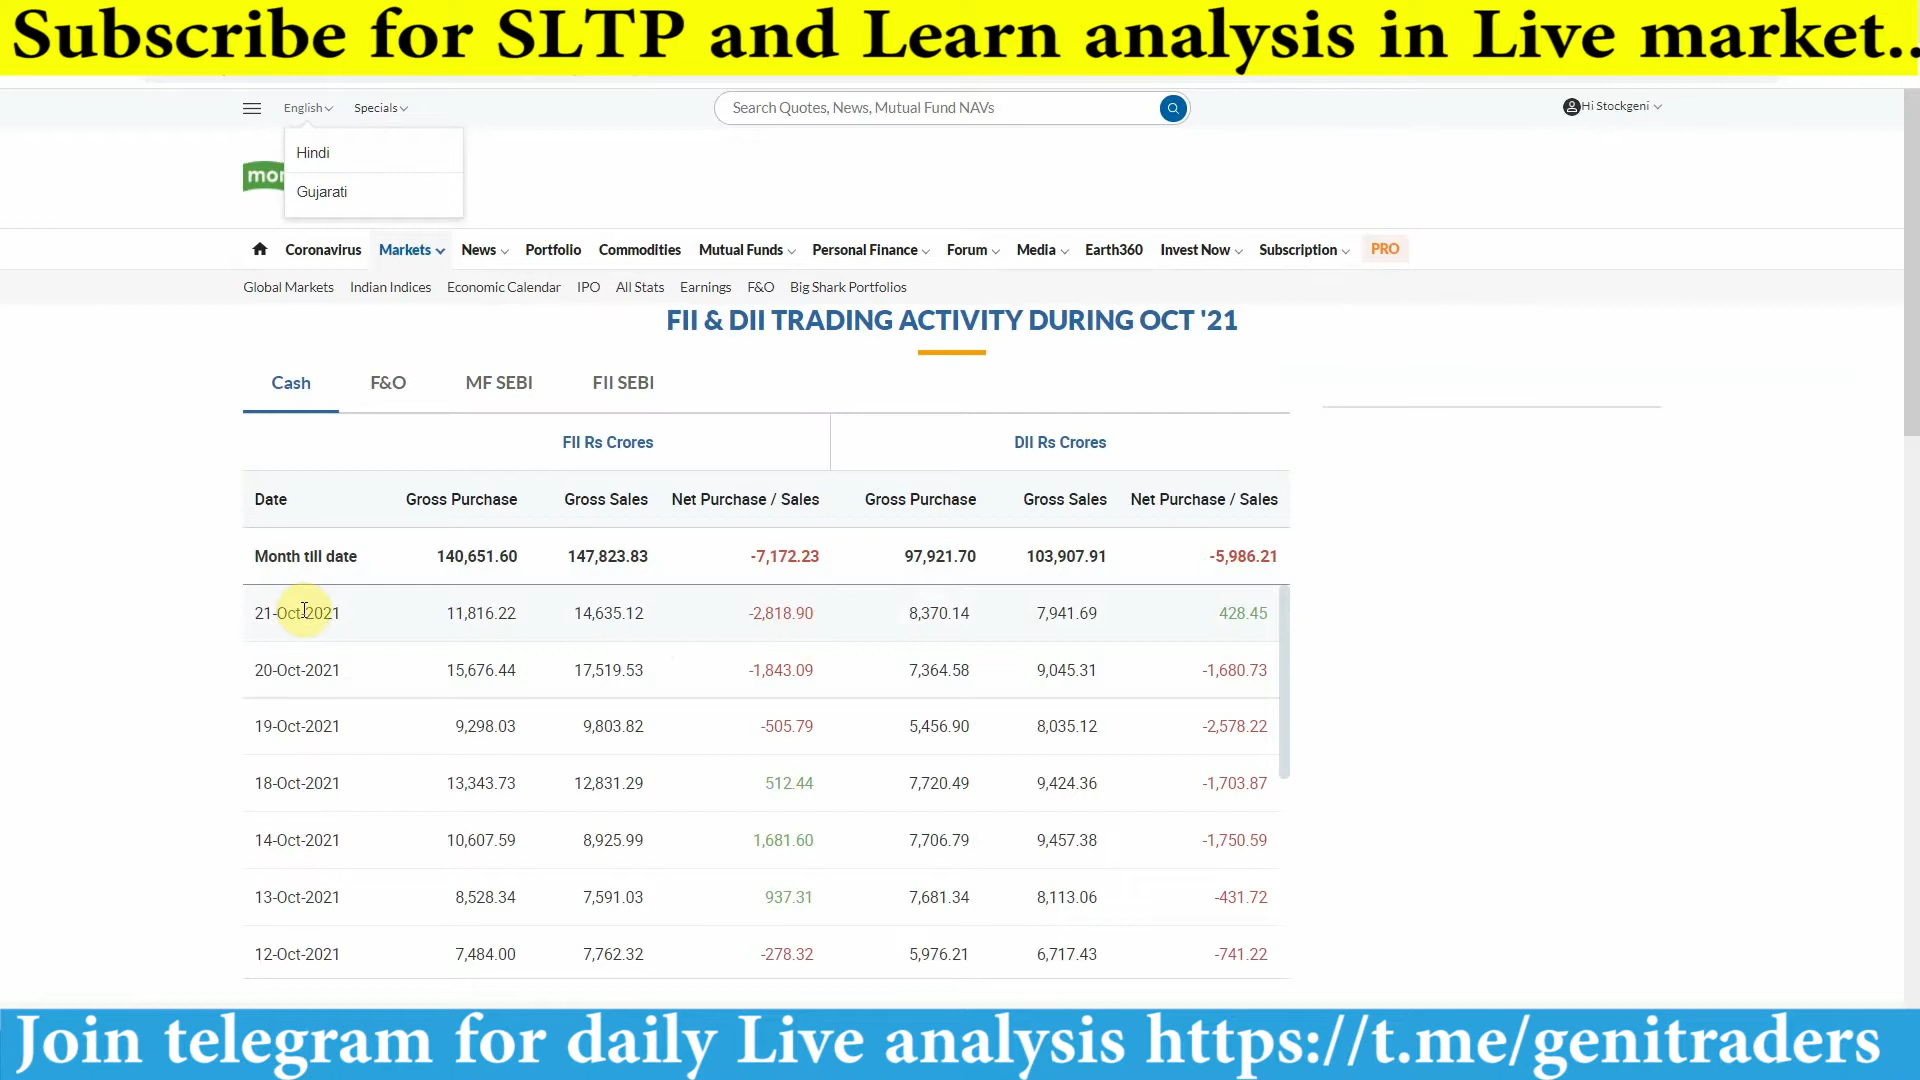 Subscribe for SLTP and Learn analysis in Live market..
English Specials Search Quotes, News, Mutual Fund NAVs Hi Stockgeni
Hindi
Gujarati
Coronavirus Markets News Portfolio Commodities Mutual Funds Personal Finance Forum Media Earth360 Invest Now Subscription PRO
Global Markets Indian Indices Economic Calendar IPO All Stats Earnings F&O Big Shark Portfolios
FII & DII TRADING ACTIVITY DURING OCT '21
Cash F&O MF SEBI FII SEBI
FII Rs Crores DII Rs Crores
Date Gross Purchase Gross Sales Net Purchase / Sales Gross Purchase Gross Sales Net Purchase / Sales
Month till date 140,651.60 147,823.83 -7,172.23 97,921.70 103,907.91 -5,986.21
21-Oct-2021 11,816.22 14,635.12 -2,818.90 8,370.14 7,941.69 428.45
20-Oct-2021 15,676.44 17,519.53 -1,843.09 7,364.58 9,045.31 -1,680.73
19-Oct-2021 9,298.03 9,803.82 -505.79 5,456.90 8,035.12 -2,578.22
18-Oct-2021 13,343.73 12,831.29 512.44 7,720.49 9,424.36 -1,703.87
14-Oct-2021 10,607.59 8,925.99 1,681.60 7,706.79 9,457.38 -1,750.59
13-Oct-2021 8,528.34 7,591.03 937.31 7,681.34 8,113.06 -431.72
12-Oct-2021 7,484.00 7,762.32 -278.32 5,976.21 6,717.43 -741.22
Join telegram for daily Live analysis https://t.me/genitraders